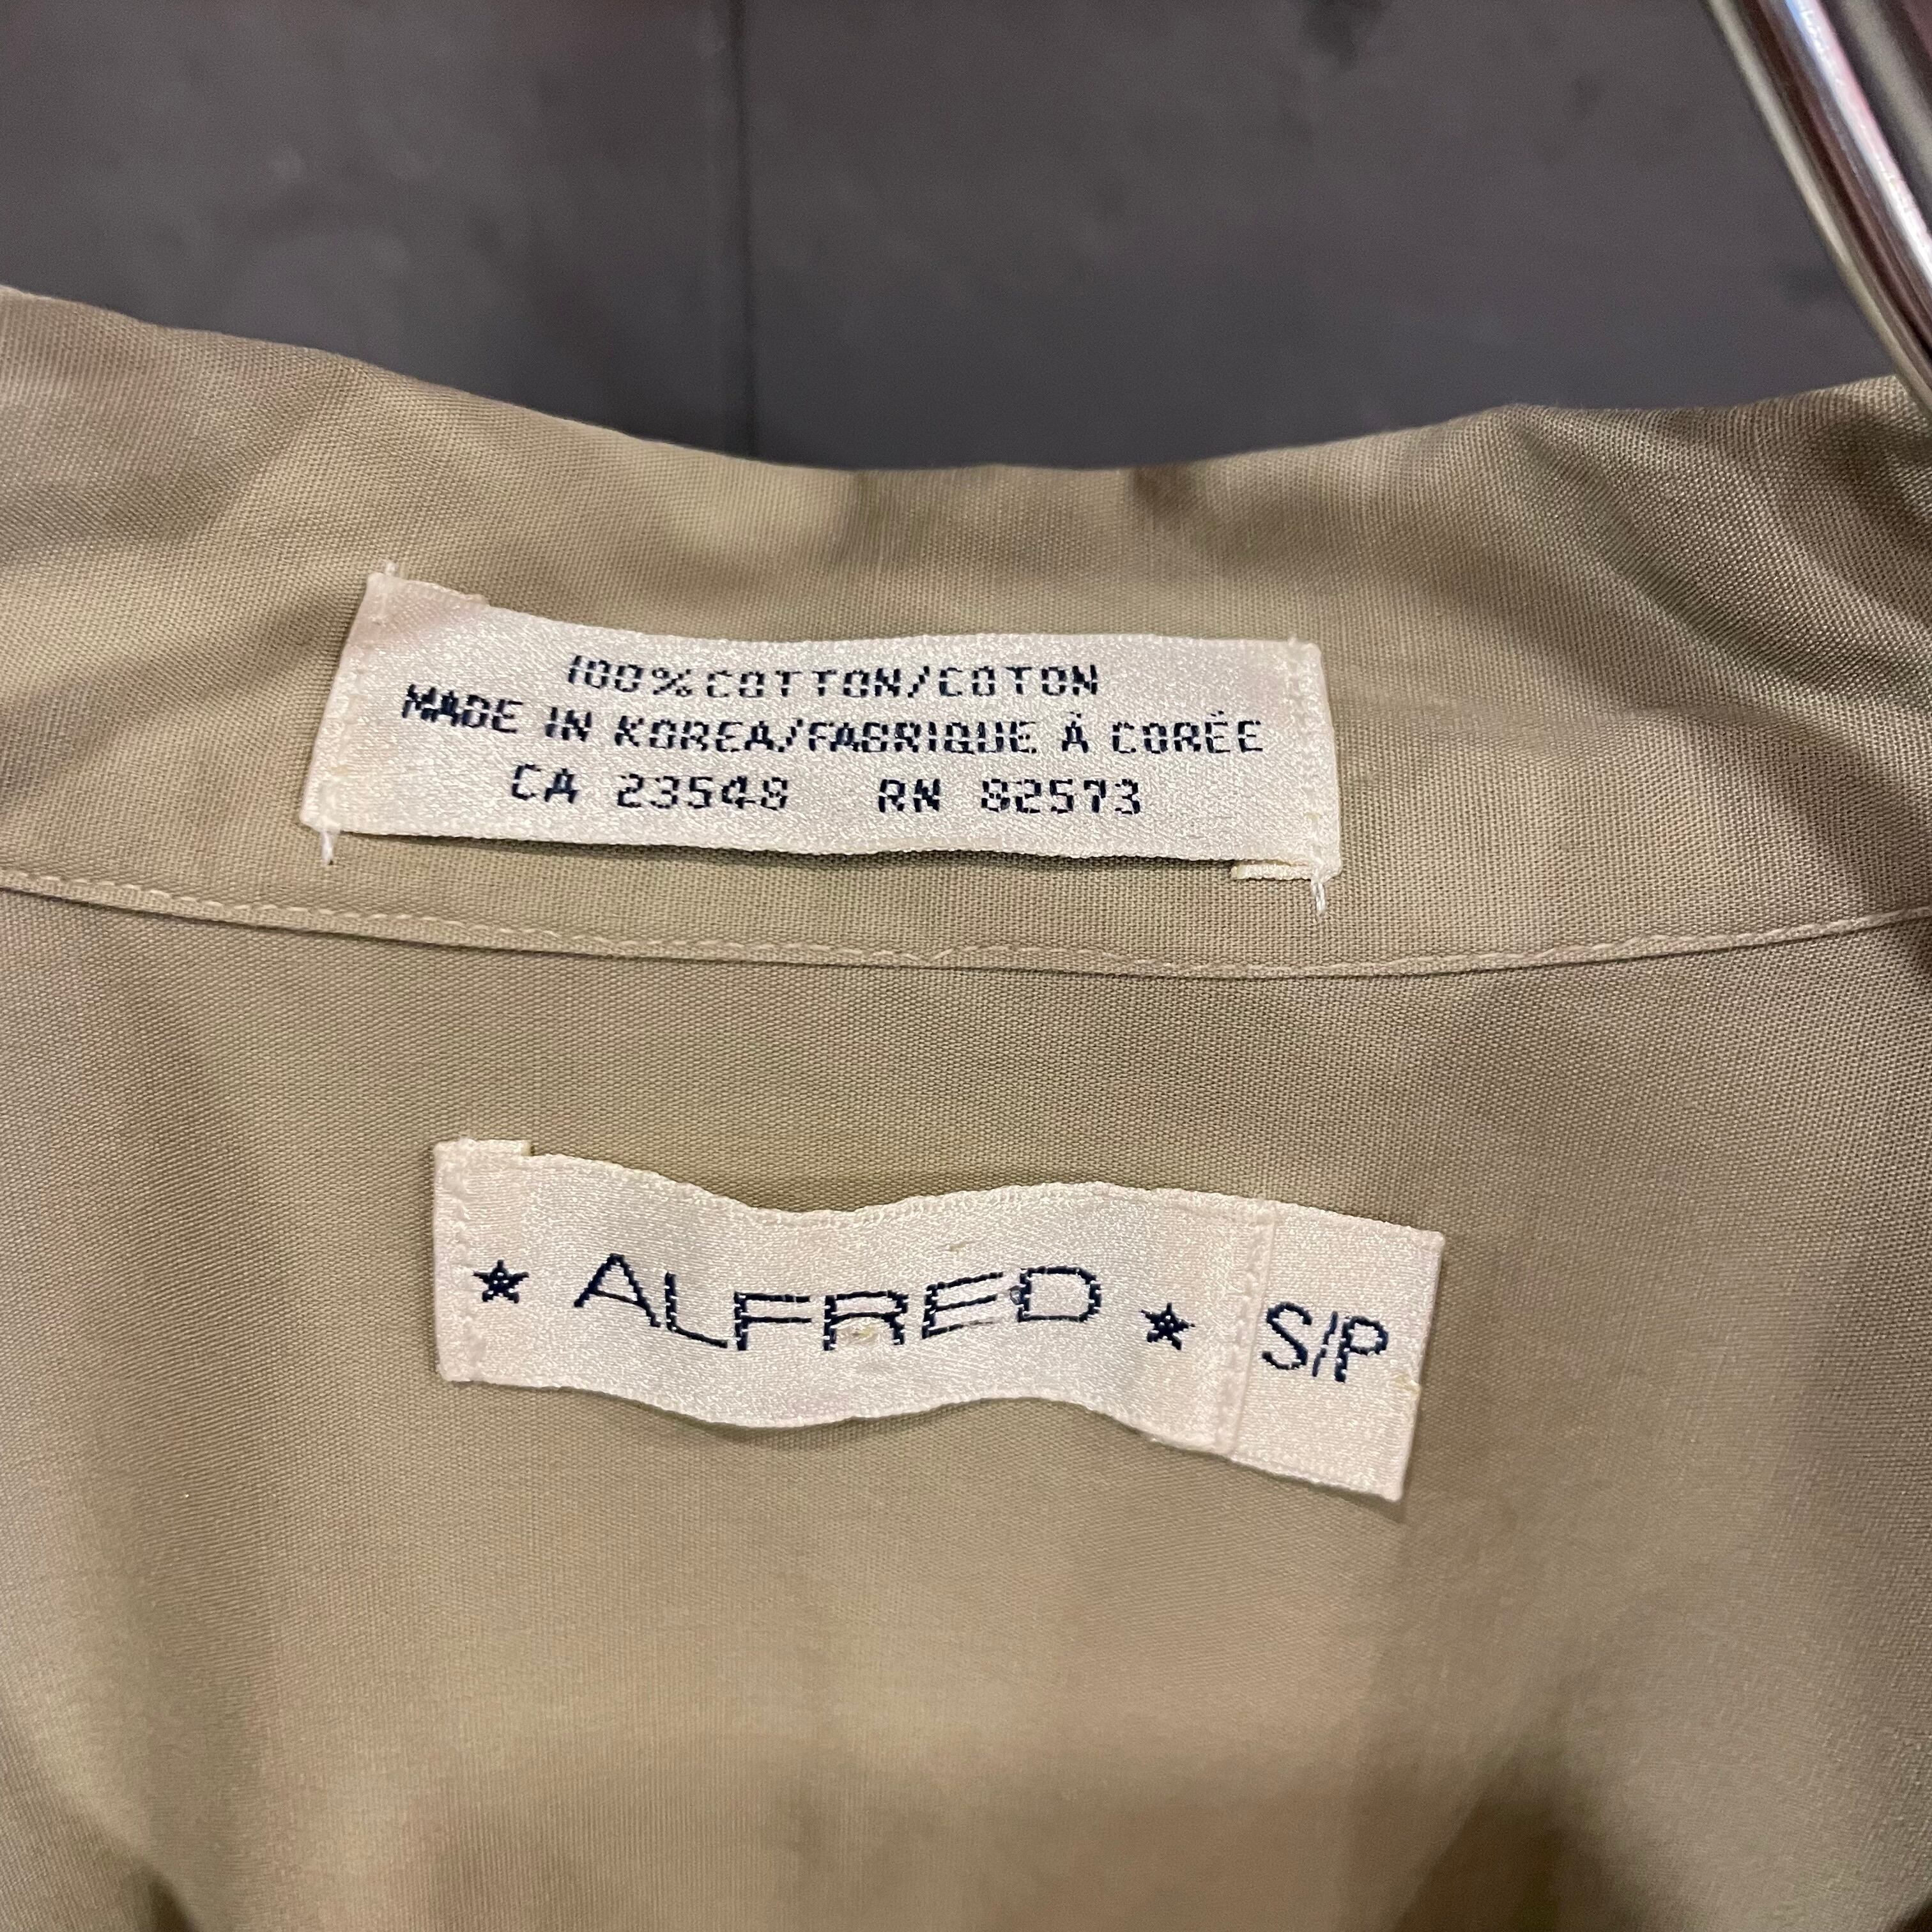 100% COTTON/COTON
MADE IN KOREA/FABRIQUE À CORÉE
CA 23548 RN 82573
★ ALFRED ★ S/P